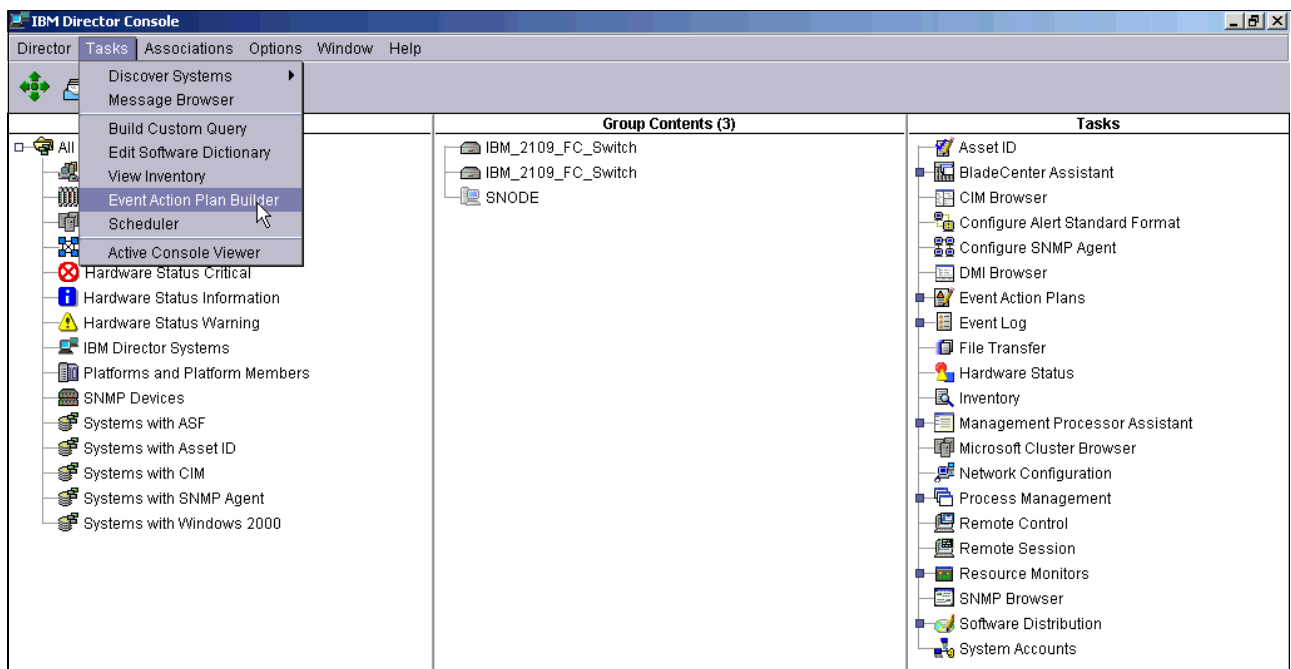 IBM Director Console
Director Tasks Associations Options Window Help
Discover Systems
Message Browser
Build Custom Query
Edit Software Dictionary
View Inventory
Event Action Plan Builder
Scheduler
Active Console Viewer
All
Hardware Status Critical
Hardware Status Information
Hardware Status Warning
IBM Director Systems
Platforms and Platform Members
SNMP Devices
Systems with ASF
Systems with Asset ID
Systems with CIM
Systems with SNMP Agent
Systems with Windows 2000
Group Contents (3)
IBM_2109_FC_Switch
IBM_2109_FC_Switch
SNODE
Tasks
Asset ID
BladeCenter Assistant
CIM Browser
Configure Alert Standard Format
Configure SNMP Agent
DMI Browser
Event Action Plans
Event Log
File Transfer
Hardware Status
Inventory
Management Processor Assistant
Microsoft Cluster Browser
Network Configuration
Process Management
Remote Control
Remote Session
Resource Monitors
SNMP Browser
Software Distribution
System Accounts